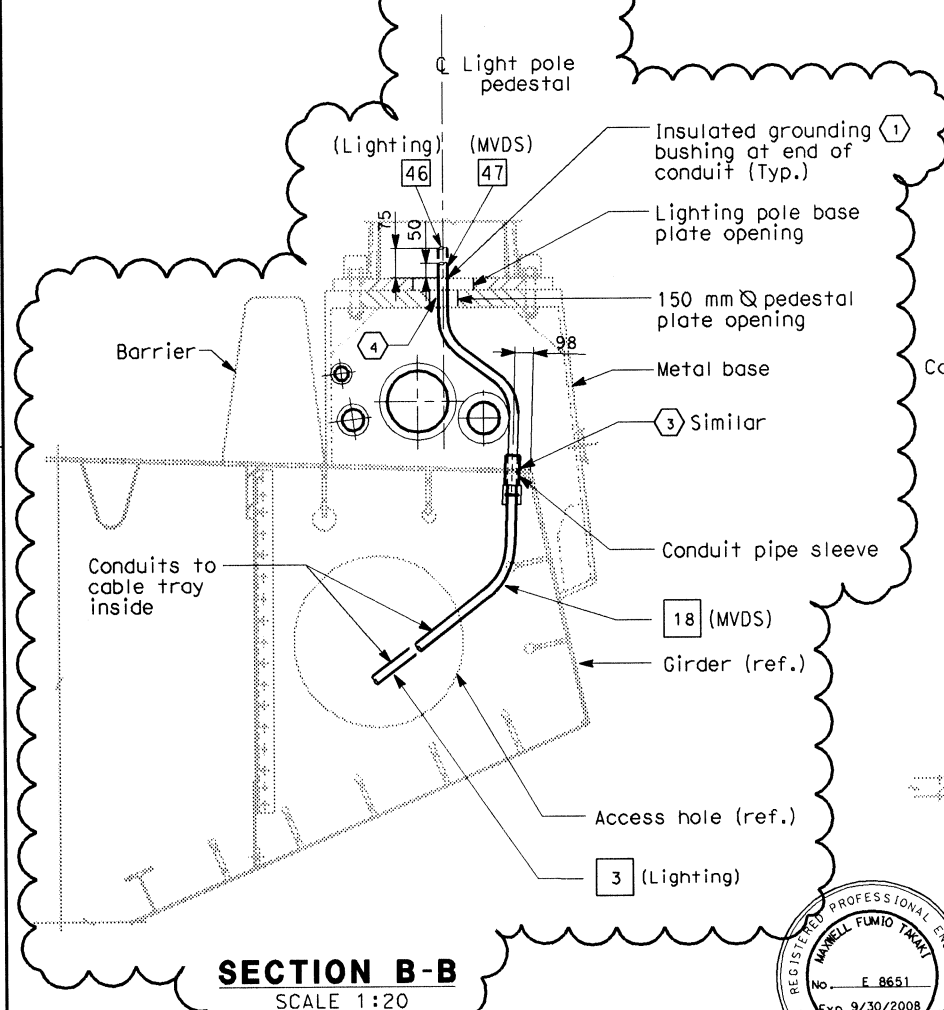 ℄ Light pole
pedestal
(Lighting) (MVDS)
46 47
75
50
Insulated grounding 1
bushing at end of
conduit (Typ.)
Lighting pole base
plate opening
150 mm Ø pedestal
plate opening
4
98
Barrier
Metal base
3 Similar
Conduit pipe sleeve
Conduits to
cable tray
inside
18 (MVDS)
Girder (ref.)
Access hole (ref.)
3 (Lighting)
SECTION B-B
SCALE 1:20
REGISTERED PROFESSIONAL
MAXWELL FUMIO TAKAKI
No. E 8651
Exp. 9/30/2008